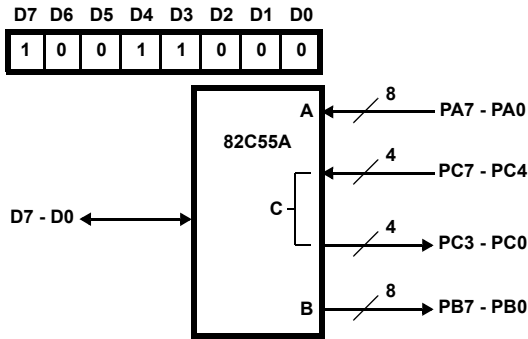 D7 D6 D5 D4 D3 D2 D1 D0
1 0 0 1 1 0 0 0
A 8 PA7 - PA0
82C55A
4 PC7 - PC4
C
D7 - D0
4 PC3 - PC0
B 8 PB7 - PB0